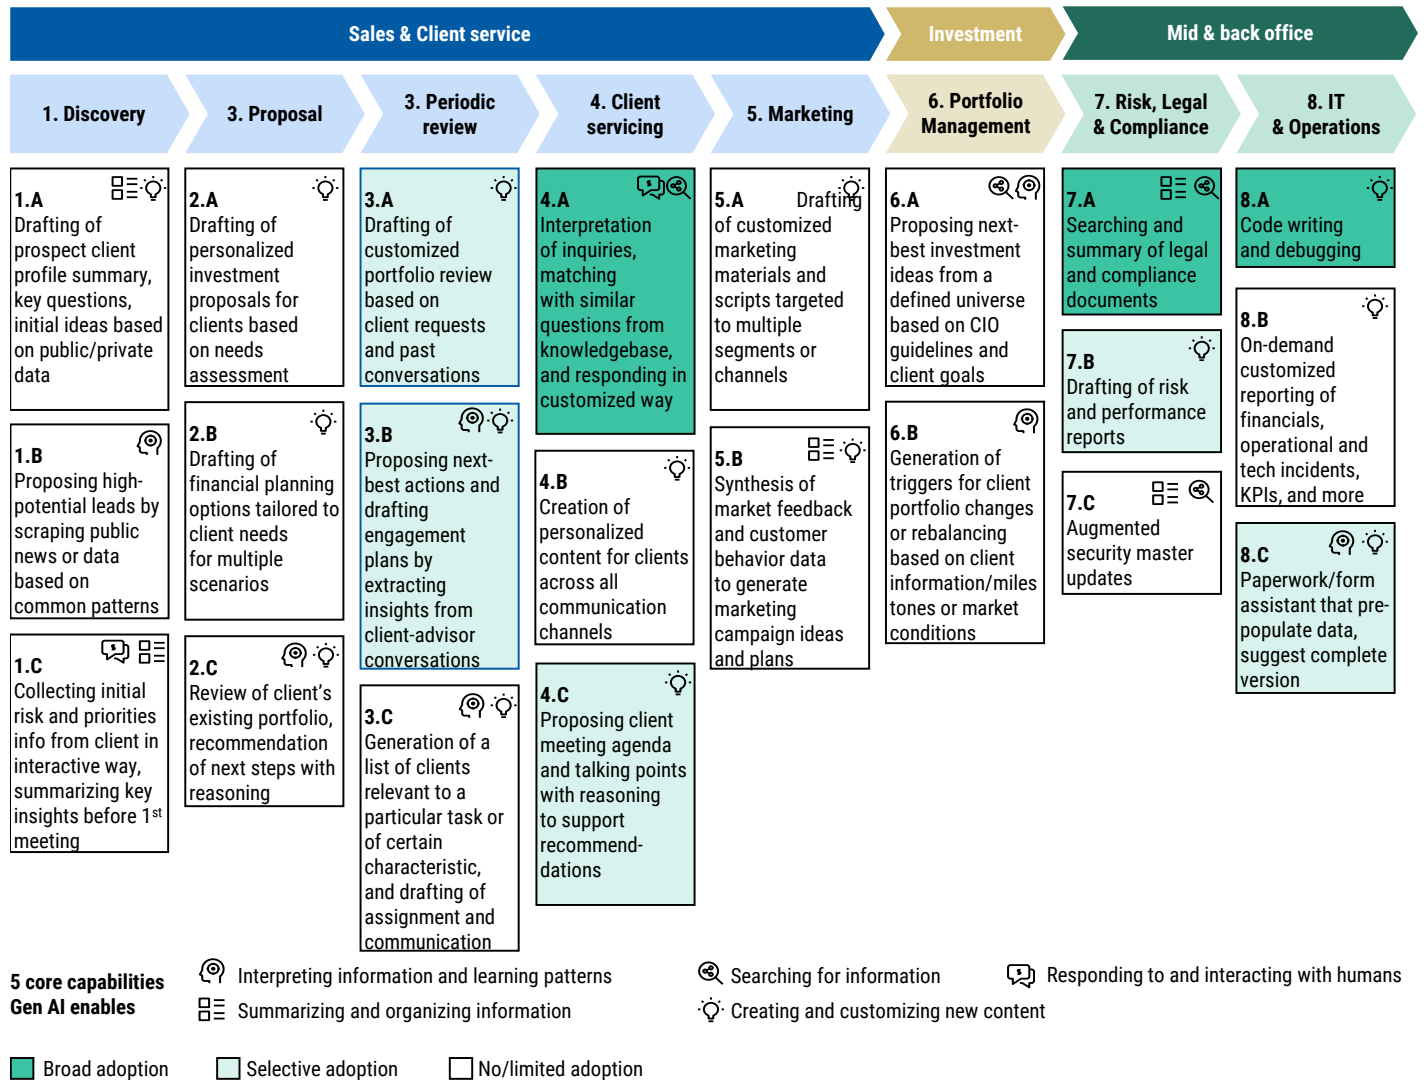 Sales & Client service
Investment
Mid & back office
1. Discovery
3. Proposal
3. Periodic
review
4. Client
servicing
5. Marketing
6. Portfolio
Management
7. Risk, Legal
& Compliance
8. IT
& Operations
1.A
Drafting of
prospect client
profile summary,
key questions,
initial ideas based
on public/private
data
1.B
Proposing high-
potential leads by
scraping public
news or data
based on
common patterns
1.C
Collecting initial
risk and priorities
info from client in
interactive way,
summarizing key
insights before 1st
meeting
2.A
Drafting of
personalized
investment
proposals for
clients based
on needs
assessment
2.B
Drafting of
financial planning
options tailored to
client needs
for multiple
scenarios
2.C
Review of client's
existing portfolio,
recommendation
of next steps with
reasoning
3.A
Drafting of
customized
portfolio review
based on
client requests
and past
conversations
3.B
Proposing next-
best actions and
drafting
engagement
plans by
extracting
insights from
client-advisor
conversations
3.C
Generation of a
list of clients
relevant to a
particular task or
of certain
characteristic,
and drafting of
assignment and
communication
4.A
Interpretation
of inquiries,
matching
with similar
questions from
knowledgebase,
and responding in
customized way
4.B
Creation of
personalized
content for clients
across all
communication
channels
4.C
Proposing client
meeting agenda
and talking points
with reasoning
to support
recommend-
dations
5.A Drafting
of customized
marketing
materials and
scripts targeted
to multiple
segments or
channels
5.B
Synthesis of
market feedback
and customer
behavior data
to generate
marketing
campaign ideas
and plans
6.A
Proposing next-
best investment
ideas from a
defined universe
based on CIO
guidelines and
client goals
6.B
Generation of
triggers for client
portfolio changes
or rebalancing
based on client
information/miles
tones or market
conditions
7.A
Searching and
summary of legal
and compliance
documents
7.B
Drafting of risk
and performance
reports
7.C
Augmented
security master
updates
8.A
Code writing
and debugging
8.B
On-demand
customized
reporting of
financials,
operational and
tech incidents,
KPIs, and more
8.C
Paperwork/form
assistant that pre-
populate data,
suggest complete
version
5 core capabilities
Gen AI enables
Interpreting information and learning patterns
Searching for information
Responding to and interacting with humans
Summarizing and organizing information
Creating and customizing new content
Broad adoption
Selective adoption
No/limited adoption